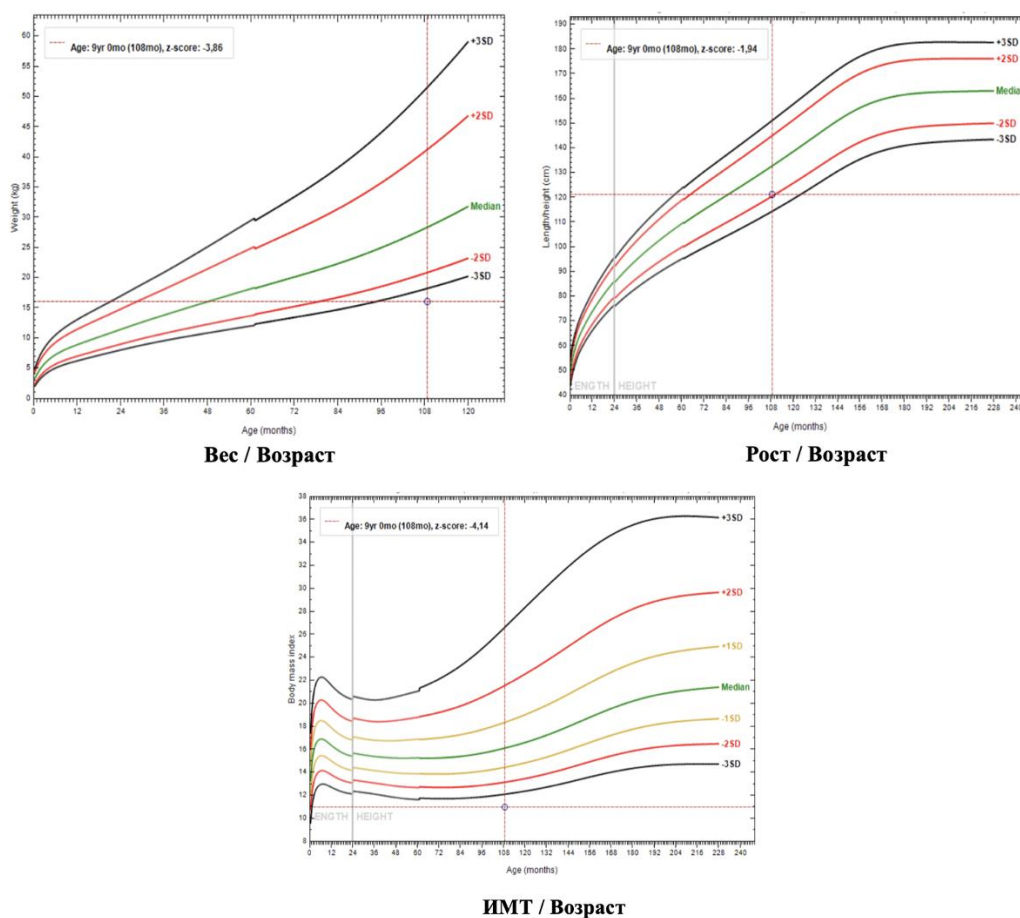 Age: 9yr 0mo (108mo), z-score: -3,86
+3SD
+2SD
Median
-2SD
-3SD
Weight (kg)
60
55
50
45
40
35
30
25
20
15
10
5
0
0 12 24 36 48 60 72 84 96 108 120
Age (months)
Вес / Возраст
Age: 9yr 0mo (108mo), z-score: -1,94
+3SD
+2SD
Media
-2SD
-3SD
Length/height (cm)
190
180
170
160
150
140
130
120
110
100
90
80
70
60
50
40
LENGTH HEIGHT
0 12 24 36 48 60 72 84 96 108 120 132 144 156 168 180 192 204 216 228 240
Age (months)
Рост / Возраст
Age: 9yr 0mo (108mo), z-score: -4,14
+3SD
+2SD
+1SD
Median
-1SD
-2SD
-3SD
Body mass index
38
36
34
32
30
28
26
24
22
20
18
16
14
12
10
8
LENGTH HEIGHT
0 12 24 36 48 60 72 84 96 108 120 132 144 156 168 180 192 204 216 228 240
Age (months)
ИМТ / Возраст